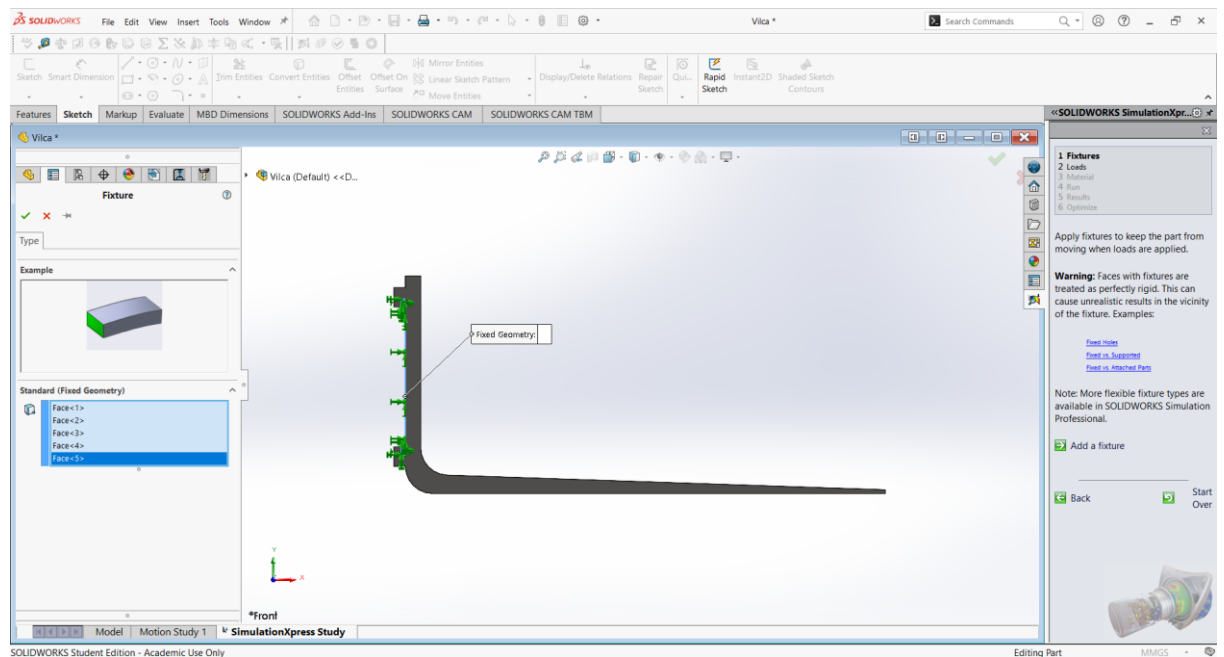 SOLIDWORKS File Edit View Insert Tools Window Vilca * Search Commands
Sketch Smart Dimension Trim Entities Convert Entities Offset Entities Offset On Surface Mirror Entities Linear Sketch Pattern Move Entities Display/Delete Relations Repair Sketch Qui... Rapid Sketch Instant2D Shaded Sketch Contours
Features Sketch Markup Evaluate MBD Dimensions SOLIDWORKS Add-Ins SOLIDWORKS CAM SOLIDWORKS CAM TBM
Vilca *
Vilca (Default) <<D...
Fixture
Type
Example
Standard (Fixed Geometry)
Face<1>
Face<2>
Face<3>
Face<4>
Face<5>
Fixed Geometry:
Y
X
*Front
Model Motion Study 1 SimulationXpress Study
SOLIDWORKS Student Edition - Academic Use Only
Editing Part MMGS
«SOLIDWORKS SimulationXpr...
1 Fixtures
2 Loads
3 Material
4 Run
5 Results
6 Optimize
Apply fixtures to keep the part from
moving when loads are applied.
Warning: Faces with fixtures are
treated as perfectly rigid. This can
cause unrealistic results in the vicinity
of the fixture. Examples:
Fixed Holes
Fixed vs. Supported
Fixed vs. Attached Parts
Note: More flexible fixture types are
available in SOLIDWORKS Simulation
Professional.
Add a fixture
Back
Start
Over